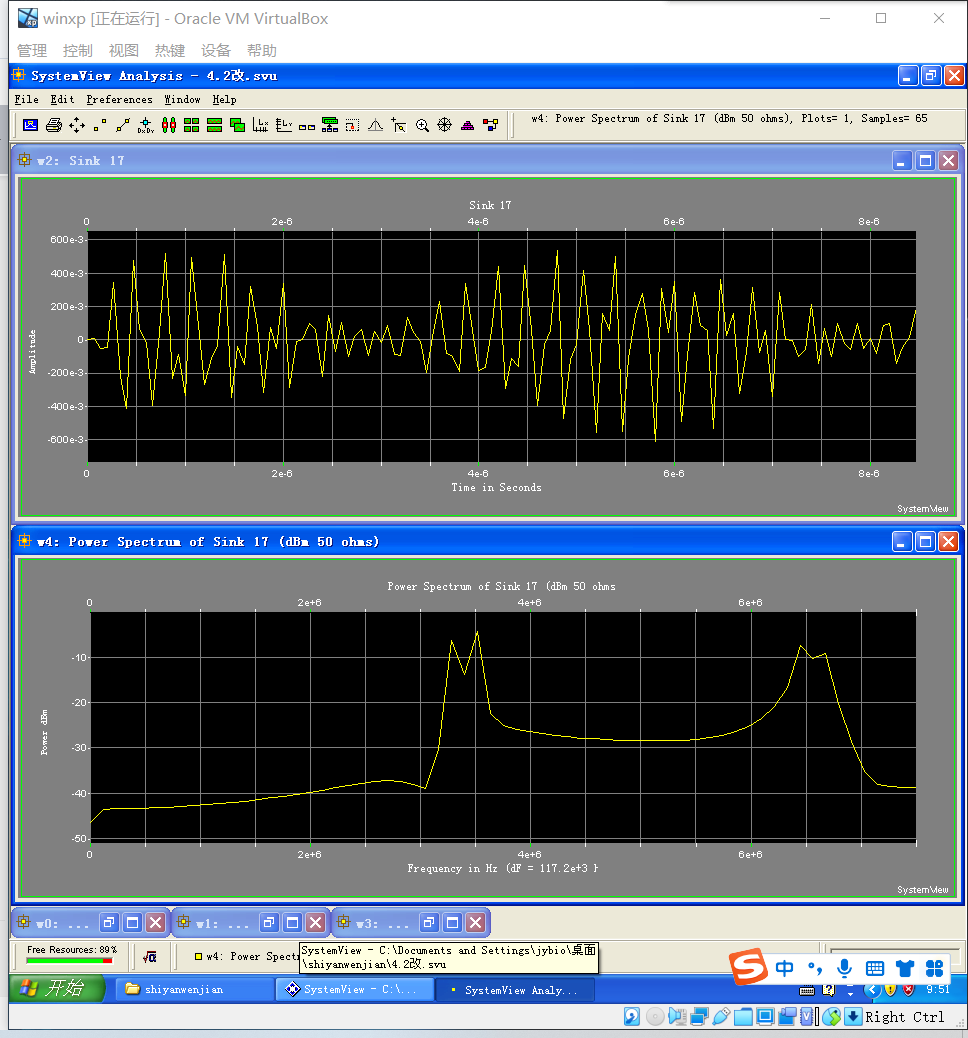 winxp [正在运行] - Oracle VM VirtualBox
管理 控制 视图 热键 设备 帮助
SystemView Analysis - 4.2改.svu
File Edit Preferences Window Help
w4: Power Spectrum of Sink 17 (dBm 50 ohms), Plots= 1, Samples= 65
w2: Sink 17
Sink 17
0 2e-6 4e-6 6e-6 8e-6
600e-3
400e-3
200e-3
0
-200e-3
-400e-3
-600e-3
Amplitude
0 2e-6 4e-6 6e-6 8e-6
Time in Seconds
SystemView
w4: Power Spectrum of Sink 17 (dBm 50 ohms)
Power Spectrum of Sink 17 (dBm 50 ohms
0 2e+6 4e+6 6e+6
-10
-20
-30
-40
-50
Power dBm
0 2e+6 4e+6 6e+6
Frequency in Hz (dF = 117.2e+3 )
SystemView
w0: ... w1: ... w3: ...
Free Resources: 89%
w4: Power Spectr
SystemView - C:\Documents and Settings\jybio\桌面
\shiyanwenjian\4.2改.svu
中
开始 shiyanwenjian SystemView - C:\... SystemView Analy... 9:51
Right Ctrl